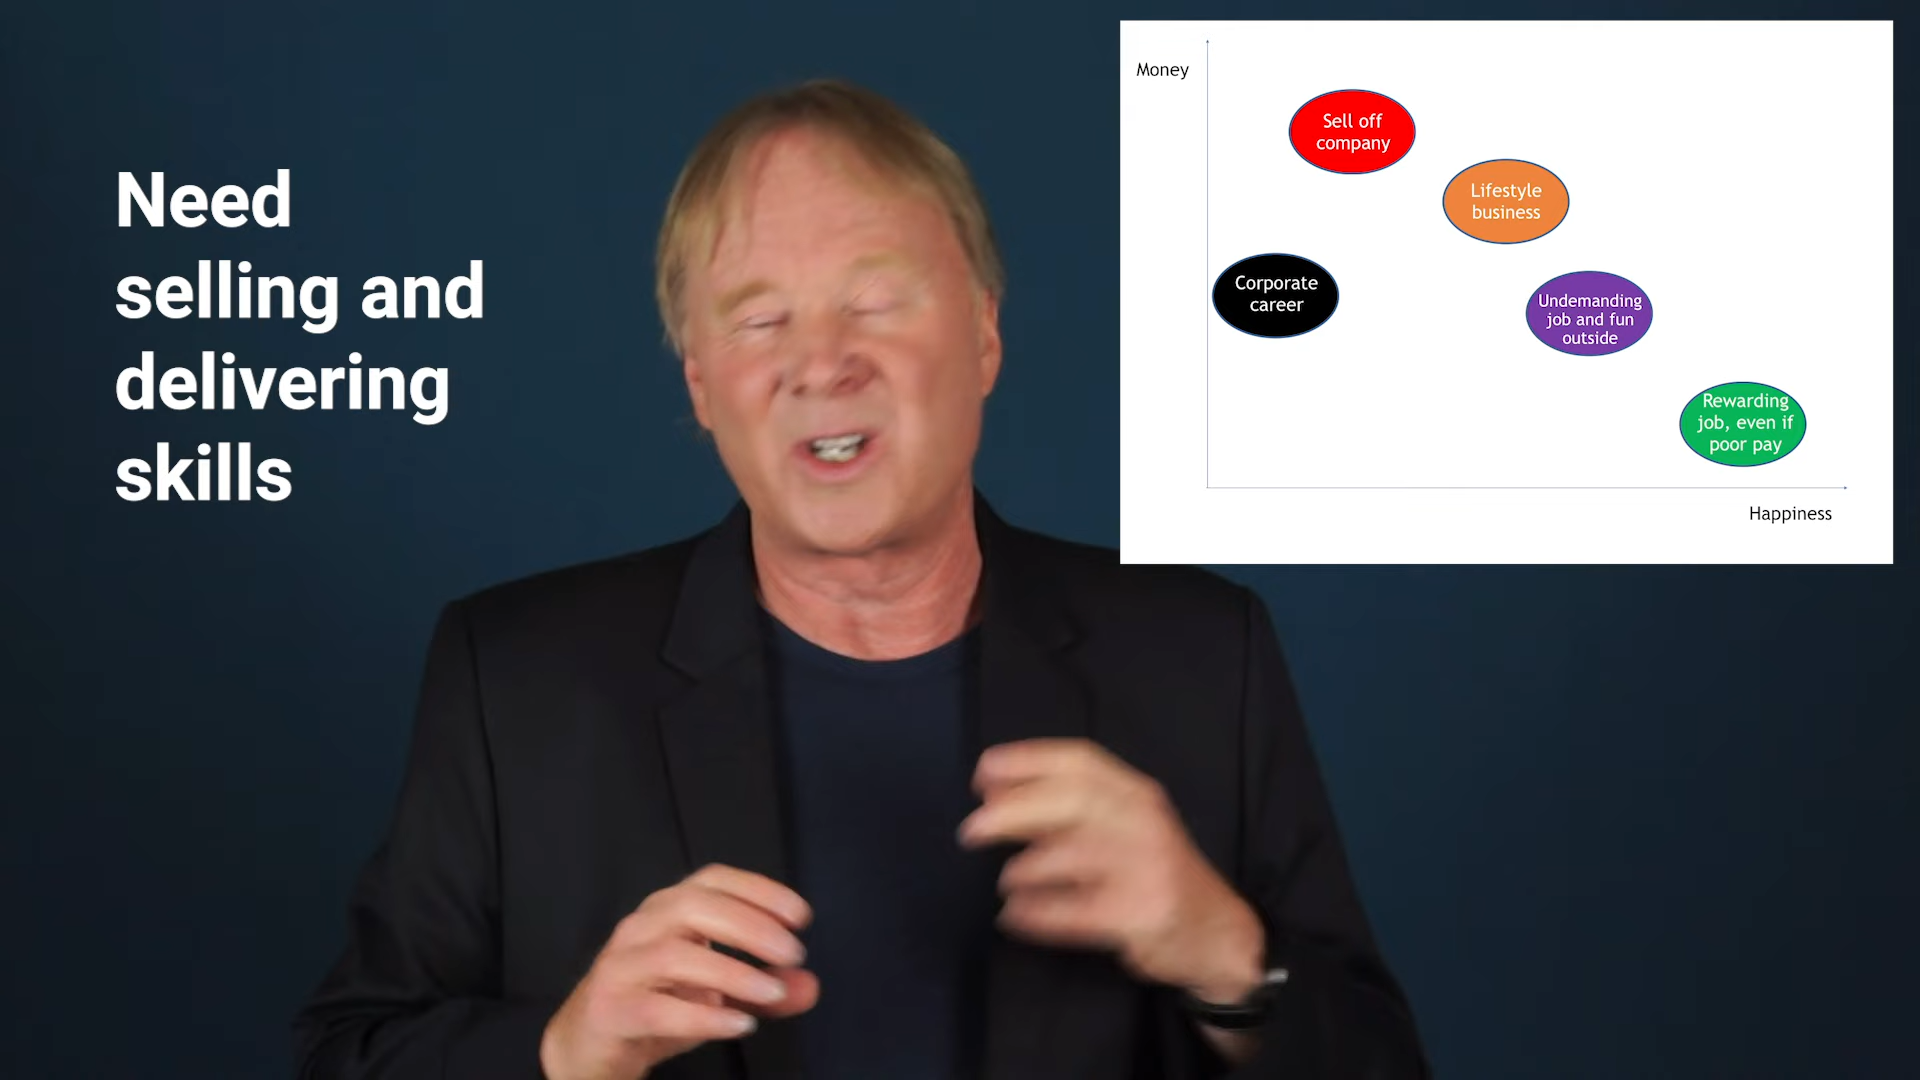 Need
selling and
delivering
skills
Money
Sell off
company
Lifestyle
business
Corporate
career
Undemanding
job and fun
outside
Rewarding
job, even if
poor pay
Happiness